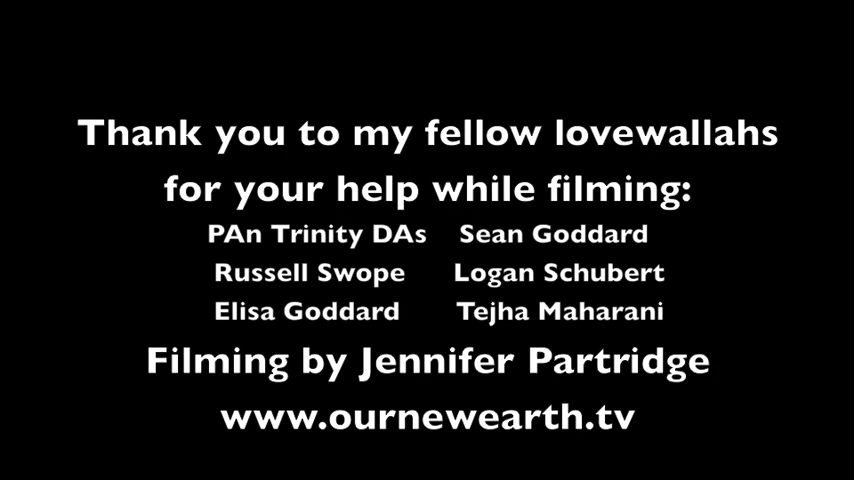 Thank you to my fellow lovewallahs
for your help while filming:
PAn Trinity DAs Sean Goddard
Russell Swope Logan Schubert
Elisa Goddard Tejha Maharani
Filming by Jennifer Partridge
www.ournewearth.tv